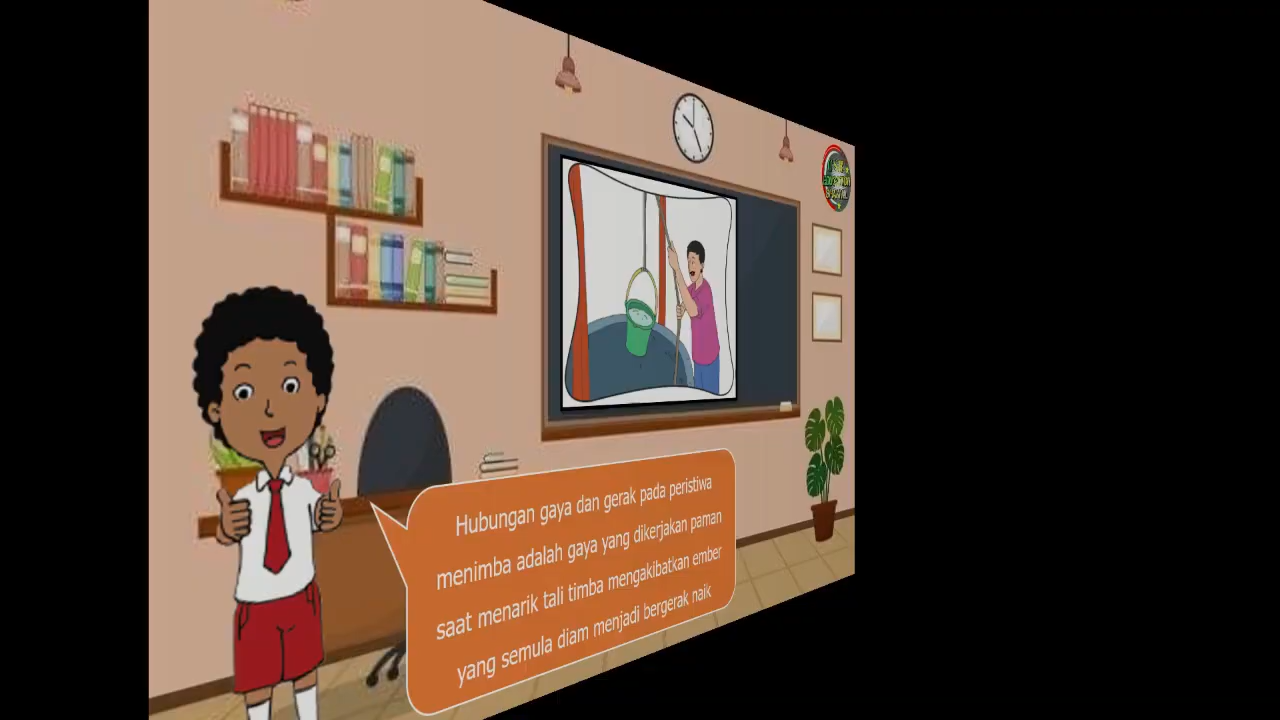 Hubungan gaya dan gerak pada peristiwa
menimba adalah gaya yang dikerjakan paman
saat menarik tali timba mengakibatkan ember
yang semula diam menjadi bergerak naik